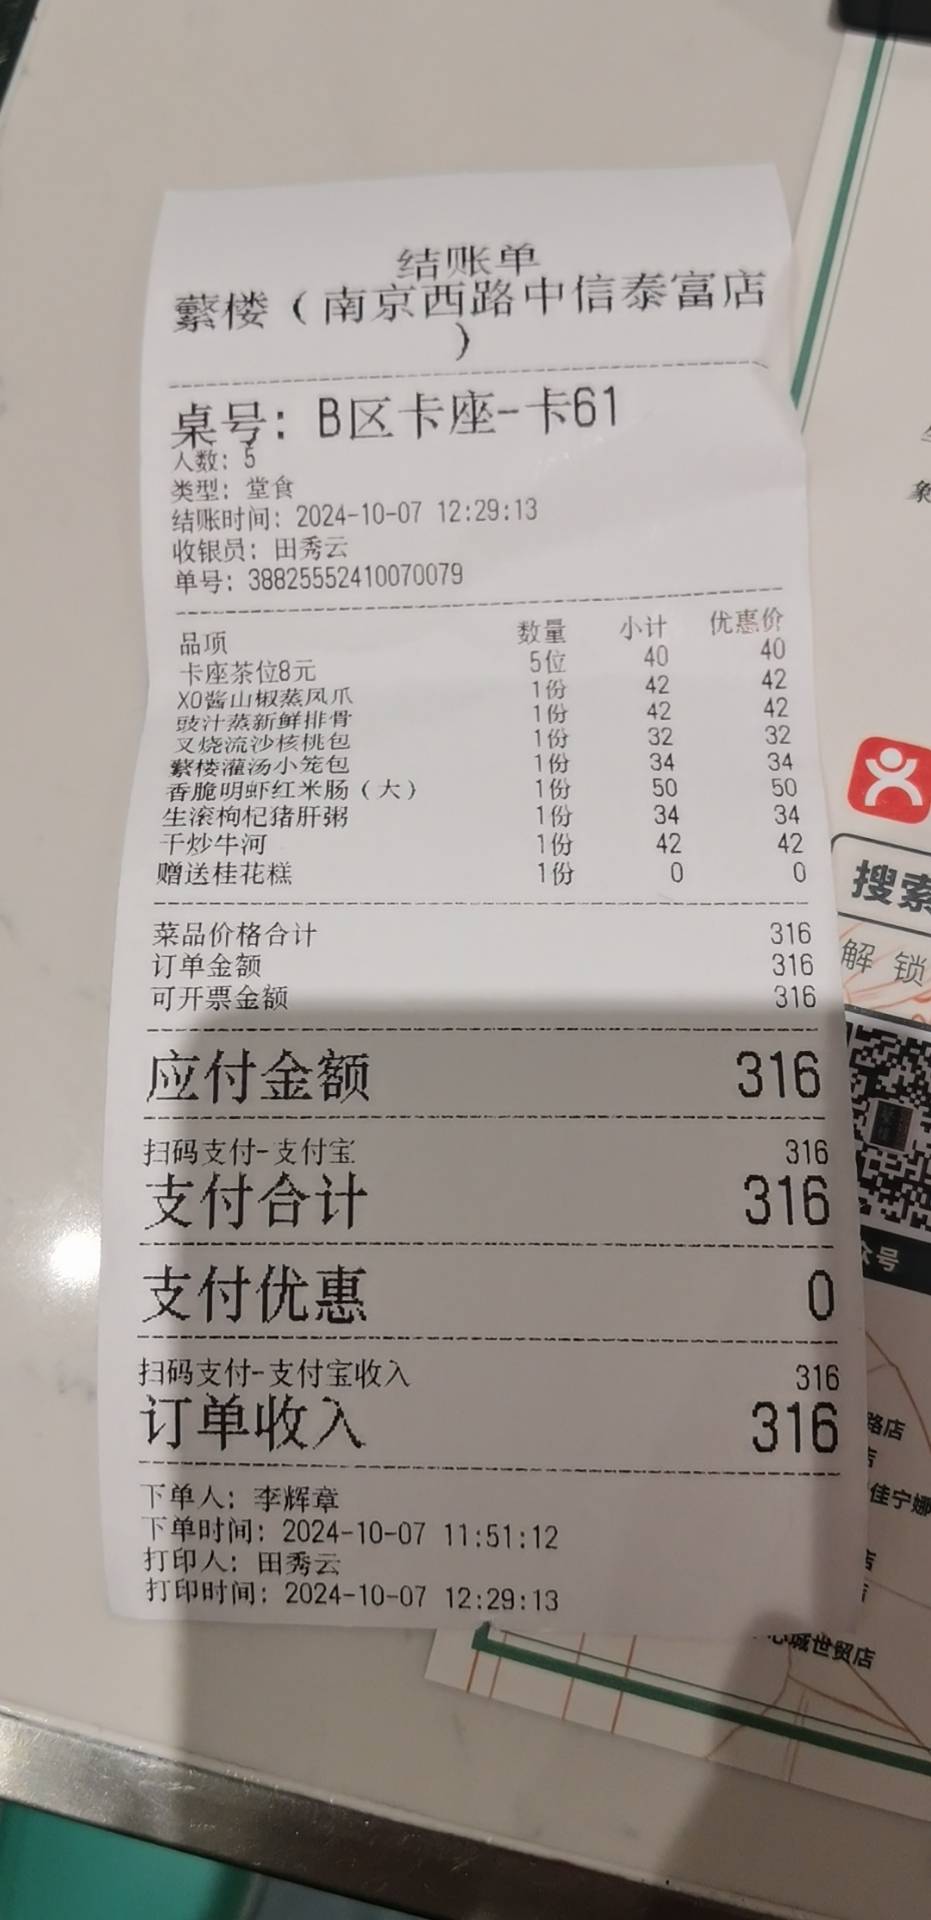 结账单
蘩楼（南京西路中信泰富店
）
桌号：B区卡座-卡61
人数：5
类型：堂食
结账时间：2024-10-07 12:29:13
收银员：田秀云
单号：38825552410070079
品项 数量 小计 优惠价
卡座茶位8元 5位 40 40
XO酱山椒蒸凤爪 1份 42 42
豉汁蒸新鲜排骨 1份 42 42
叉烧流沙核桃包 1份 32 32
蘩楼灌汤小笼包 1份 34 34
香脆明虾红米肠（大） 1份 50 50
生滚枸杞猪肝粥 1份 34 34
干炒牛河 1份 42 42
赠送桂花糕 1份 0 0
菜品价格合计 316
订单金额 316
可开票金额 316
应付金额 316
扫码支付-支付宝 316
支付合计 316
支付优惠 0
扫码支付-支付宝收入 316
订单收入 316
下单人：李辉章
下单时间：2024-10-07 11:51:12
打印人：田秀云
打印时间：2024-10-07 12:29:13
搜索
解锁
众号
路店
店
佳宁娜
店
心城世贸店